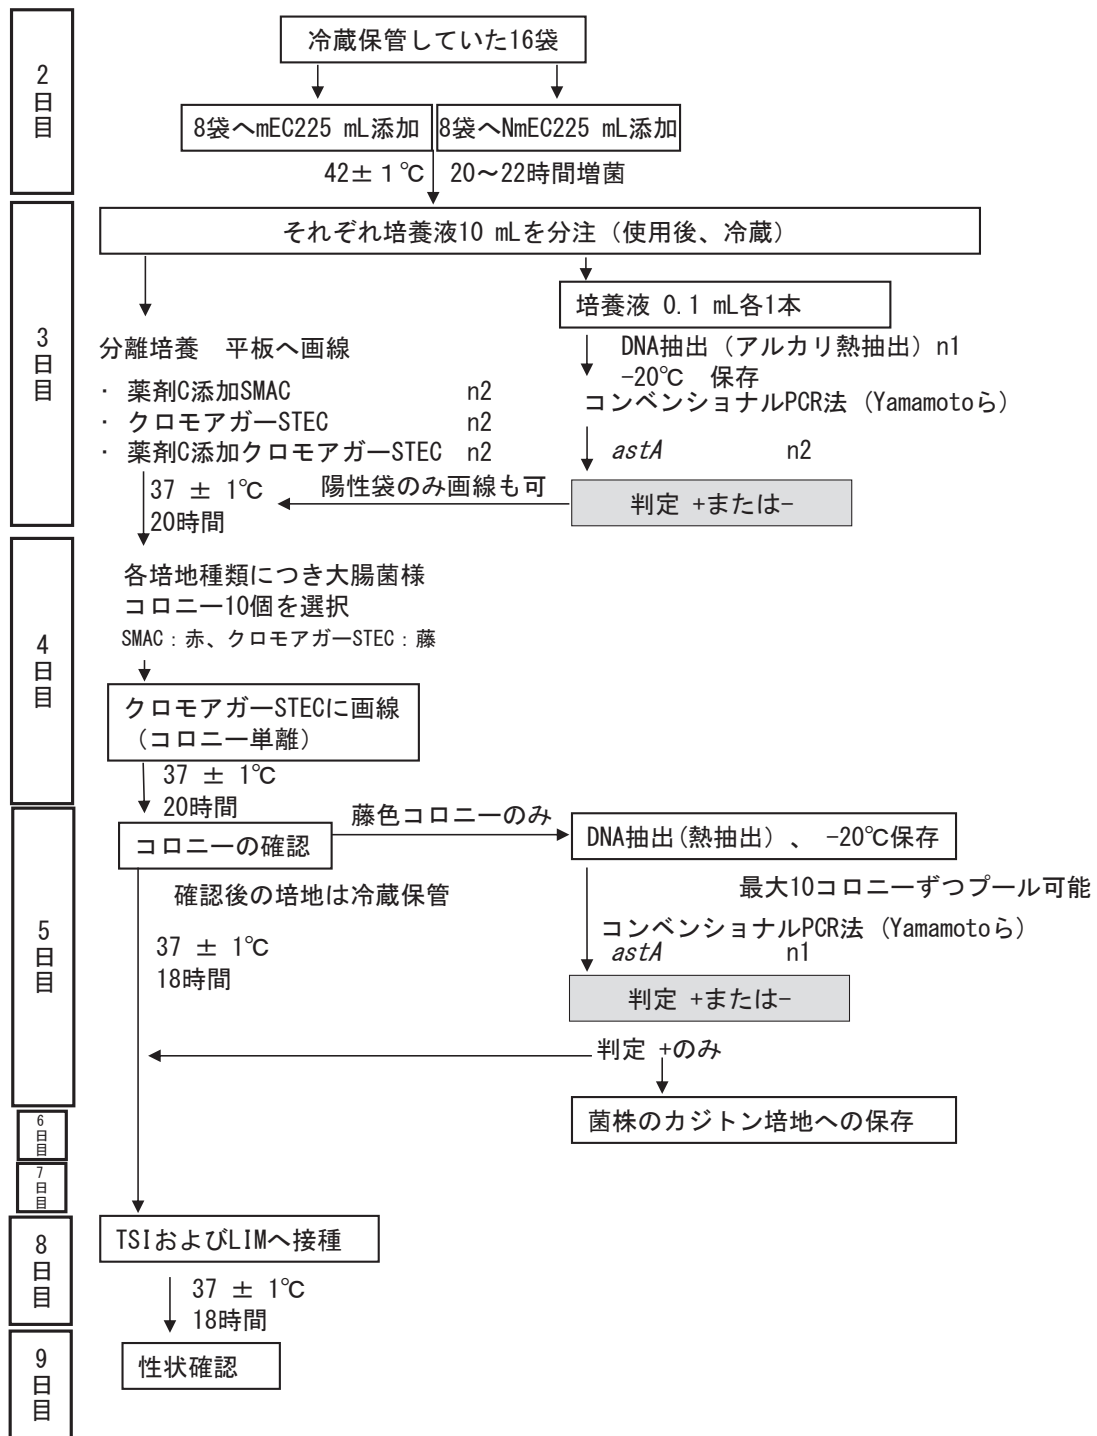 2日目
冷蔵保管していた16袋
8袋へmEC225 mL添加
8袋へNmEC225 mL添加
42±1℃ 20～22時間増菌
3日目
それぞれ培養液10 mLを分注（使用後、冷蔵）
培養液 0.1 mL各1本
分離培養 平板へ画線
・ 薬剤C添加SMAC n2
・ クロモアガーSTEC n2
・ 薬剤C添加クロモアガーSTEC n2
DNA抽出（アルカリ熱抽出）n1
-20℃ 保存
コンベンショナルPCR法（Yamamotoら）
astA n2
判定 +または-
陽性袋のみ画線も可
37 ± 1℃
20時間
4日目
各培地種類につき大腸菌様
コロニー10個を選択
SMAC：赤、クロモアガーSTEC：藤
クロモアガーSTECに画線
（コロニー単離）
37 ± 1℃
20時間
5日目
コロニーの確認
藤色コロニーのみ
DNA抽出(熱抽出）、 -20℃保存
確認後の培地は冷蔵保管
最大10コロニーずつプール可能
コンベンショナルPCR法（Yamamotoら）
astA n1
37 ± 1℃
18時間
判定 +または-
判定 +のみ
菌株のカジトン培地への保存
6日目
7日目
8日目
TSIおよびLIMへ接種
37 ± 1℃
18時間
9日目
性状確認